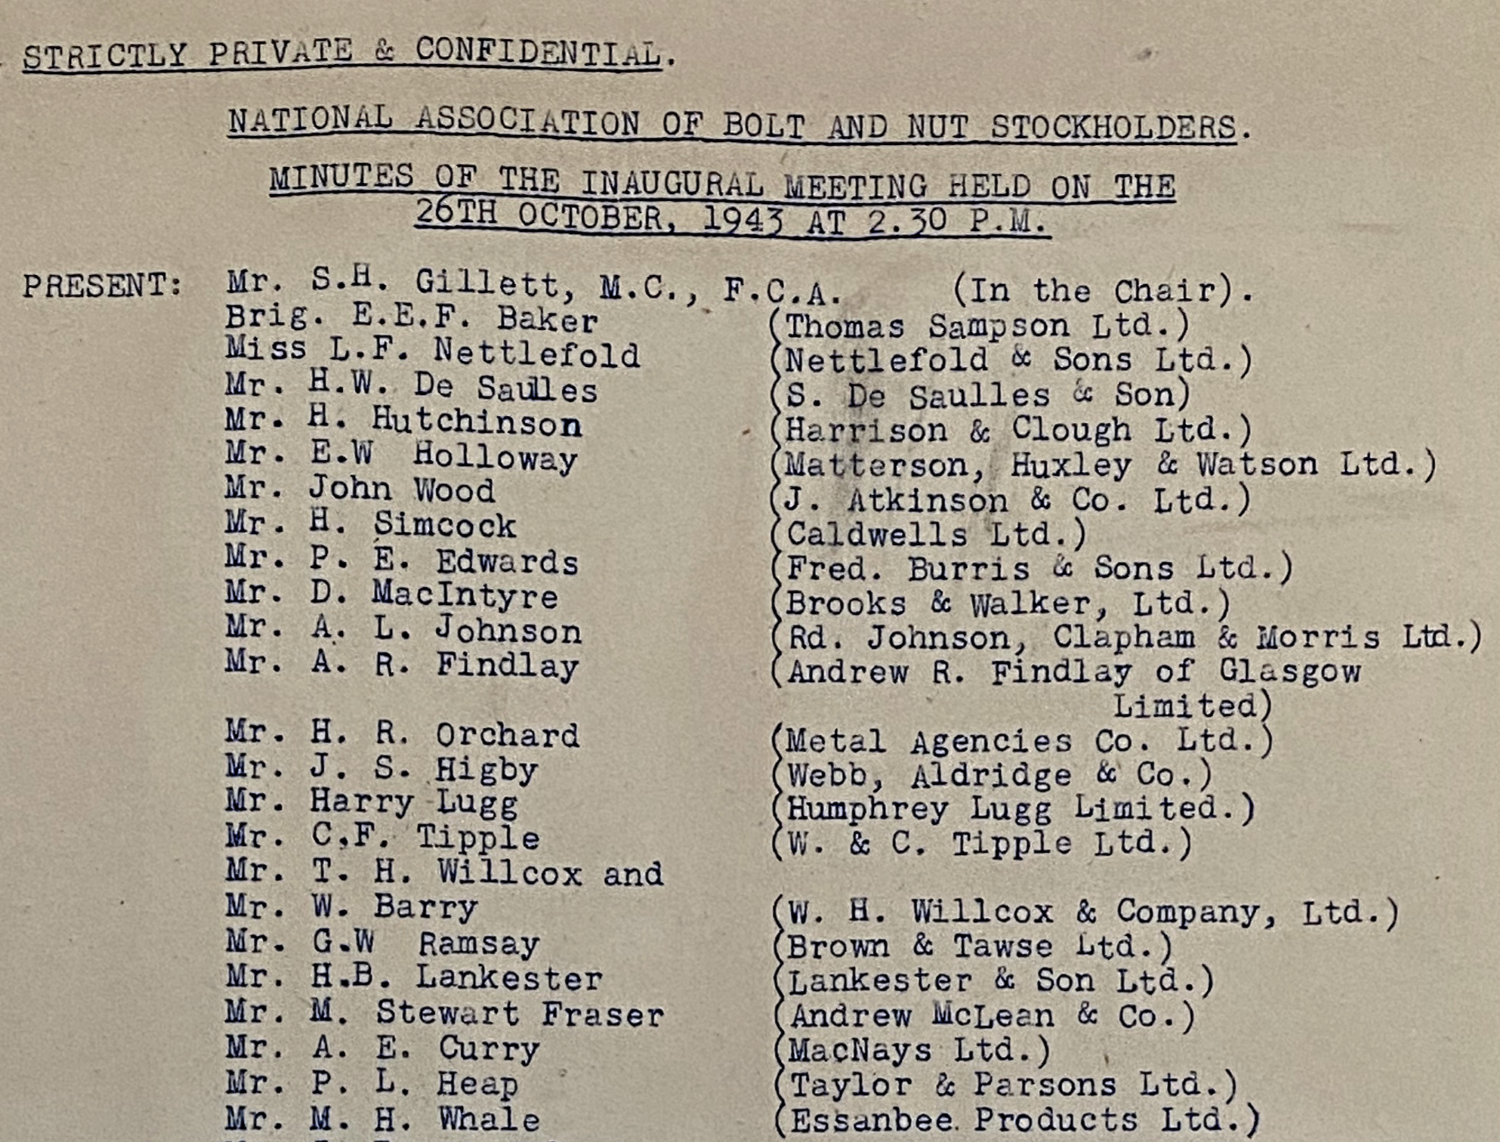 STRICTLY PRIVATE & CONFIDENTIAL.
NATIONAL ASSOCIATION OF BOLT AND NUT STOCKHOLDERS.
MINUTES OF THE INAUGURAL MEETING HELD ON THE
26TH OCTOBER, 1943 AT 2.30 P.M.
PRESENT: Mr. S.H. Gillett, M.C., F.C.A. (In the Chair).
Brig. E.E.F. Baker (Thomas Sampson Ltd.)
Miss L.F. Nettlefold (Nettlefold & Sons Ltd.)
Mr. H.W. De Saulles (S. De Saulles & Son)
Mr. H. Hutchinson (Harrison & Clough Ltd.)
Mr. E.W Holloway (Matterson, Huxley & Watson Ltd.)
Mr. John Wood (J. Atkinson & Co. Ltd.)
Mr. H. Simcock (Caldwells Ltd.)
Mr. P. E. Edwards (Fred. Burris & Sons Ltd.)
Mr. D. MacIntyre (Brooks & Walker, Ltd.)
Mr. A. L. Johnson (Rd. Johnson, Clapham & Morris Ltd.)
Mr. A. R. Findlay (Andrew R. Findlay of Glasgow
Limited)
Mr. H. R. Orchard (Metal Agencies Co. Ltd.)
Mr. J. S. Higby (Webb, Aldridge & Co.)
Mr. Harry Lugg (Humphrey Lugg Limited.)
Mr. C.F. Tipple (W. & C. Tipple Ltd.)
Mr. T. H. Willcox and
Mr. W. Barry (W. H. Willcox & Company, Ltd.)
Mr. G.W Ramsay (Brown & Tawse Ltd.)
Mr. H.B. Lankester (Lankester & Son Ltd.)
Mr. M. Stewart Fraser (Andrew McLean & Co.)
Mr. A. E. Curry (MacNays Ltd.)
Mr. P. L. Heap (Taylor & Parsons Ltd.)
Mr. M. H. Whale (Essanbee Products Ltd.)